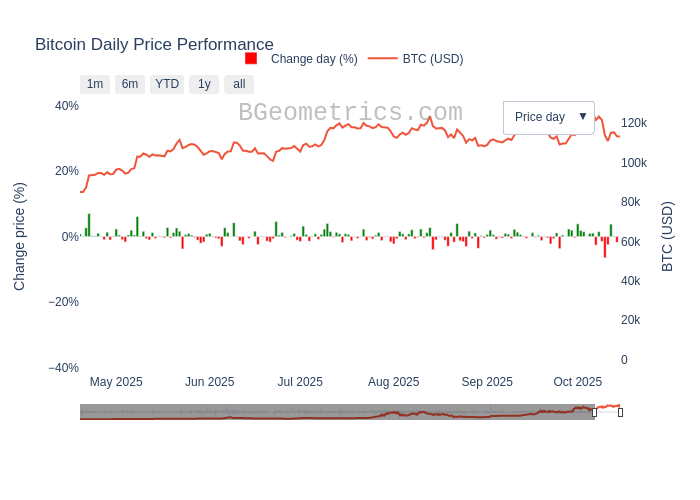 Bitcoin Daily Price Performance
Change day (%)
BTC (USD)
1m
6m
YTD
1y
all
BGeometrics.com
Price day ▼
40%
20%
0%
−20%
−40%
Change price (%)
120k
100k
80k
60k
40k
20k
0
BTC (USD)
May 2025
Jun 2025
Jul 2025
Aug 2025
Sep 2025
Oct 2025